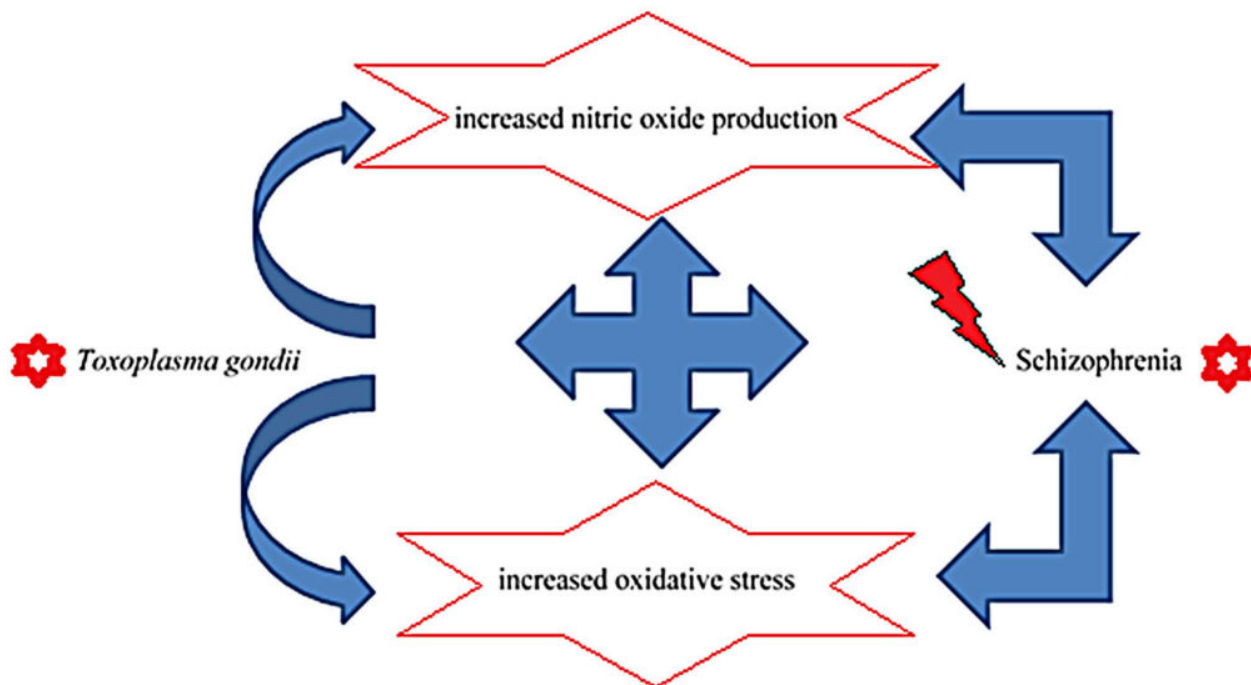 increased nitric oxide production
Toxoplasma gondii
Schizophrenia
increased oxidative stress